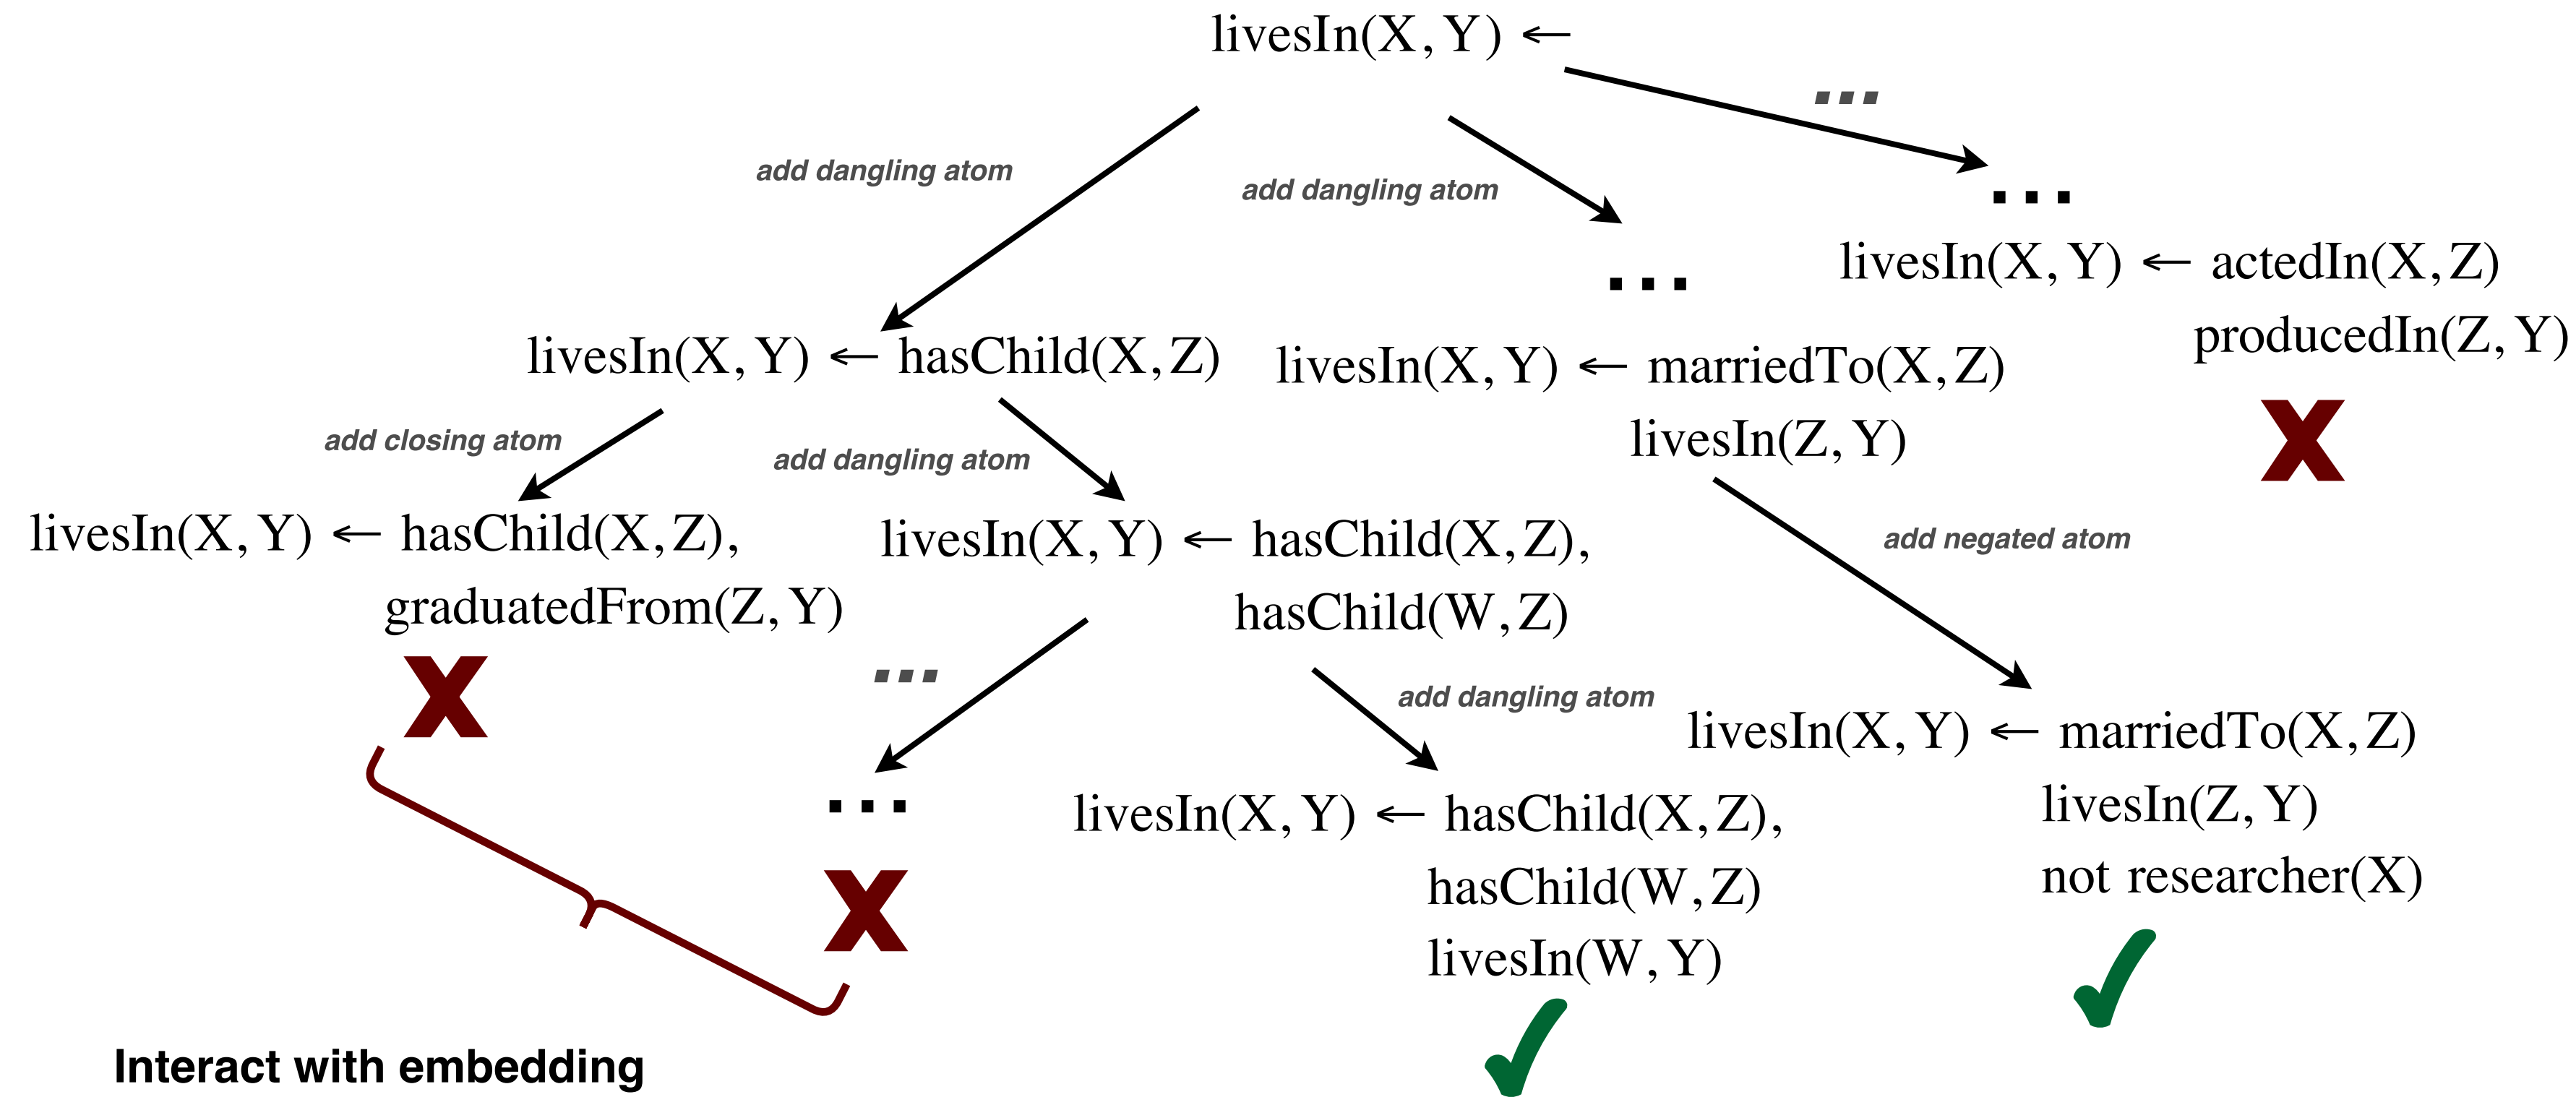 livesIn(X, Y) ←
...
add dangling atom
add dangling atom
...
livesIn(X, Y) ← actedIn(X, Z)
producedIn(Z, Y)
...
livesIn(X, Y) ← hasChild(X, Z)
livesIn(X, Y) ← marriedTo(X, Z)
livesIn(Z, Y)
add closing atom
add dangling atom
livesIn(X, Y) ← hasChild(X, Z),
graduatedFrom(Z, Y)
livesIn(X, Y) ← hasChild(X, Z),
hasChild(W, Z)
add negated atom
...
add dangling atom
...
livesIn(X, Y) ← hasChild(X, Z),
hasChild(W, Z)
livesIn(W, Y)
livesIn(X, Y) ← marriedTo(X, Z)
livesIn(Z, Y)
not researcher(X)
Interact with embedding